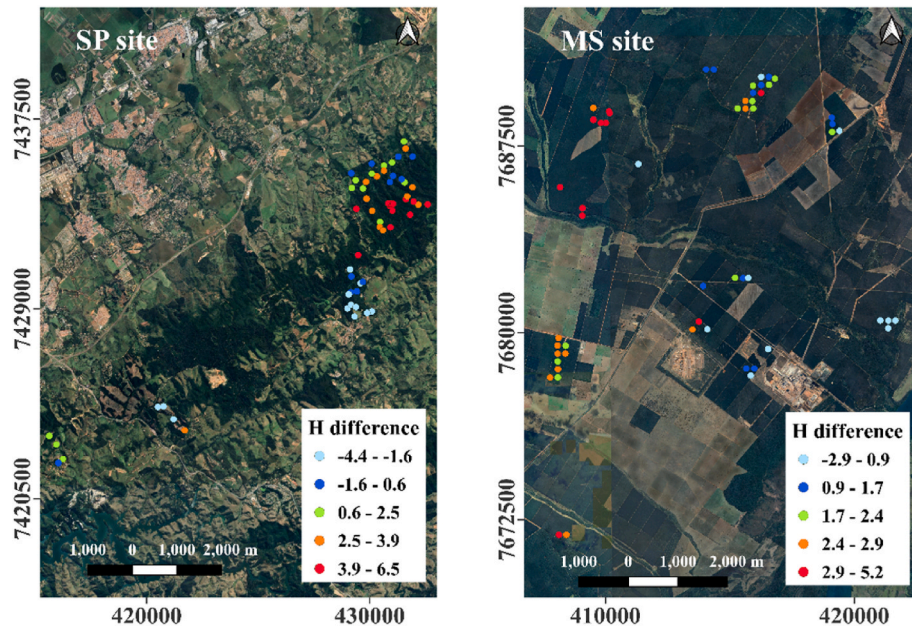 SP site
7437500
7429000
7420500
H difference
-4.4 - -1.6
-1.6 - 0.6
0.6 - 2.5
2.5 - 3.9
3.9 - 6.5
1,000 0 1,000 2,000 m
420000 430000
MS site
7687500
7680000
7672500
H difference
-2.9 - 0.9
0.9 - 1.7
1.7 - 2.4
2.4 - 2.9
2.9 - 5.2
1,000 0 1,000 2,000 m
410000 420000